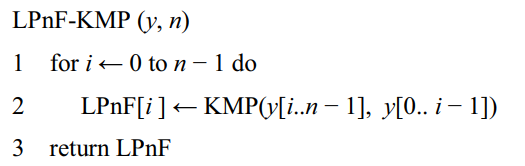 LPnF-KMP (y, n)
1 for i ← 0 to n − 1 do
2 LPnF[i] ← KMP(y[i..n − 1], y[0.. i − 1])
3 return LPnF